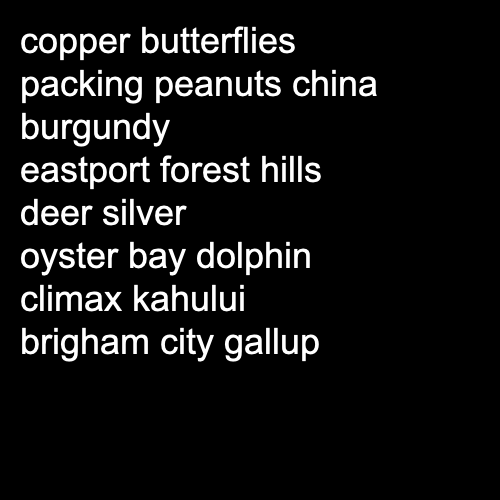 copper butterflies
packing peanuts china
burgundy
eastport forest hills
deer silver
oyster bay dolphin
climax kahului
brigham city gallup